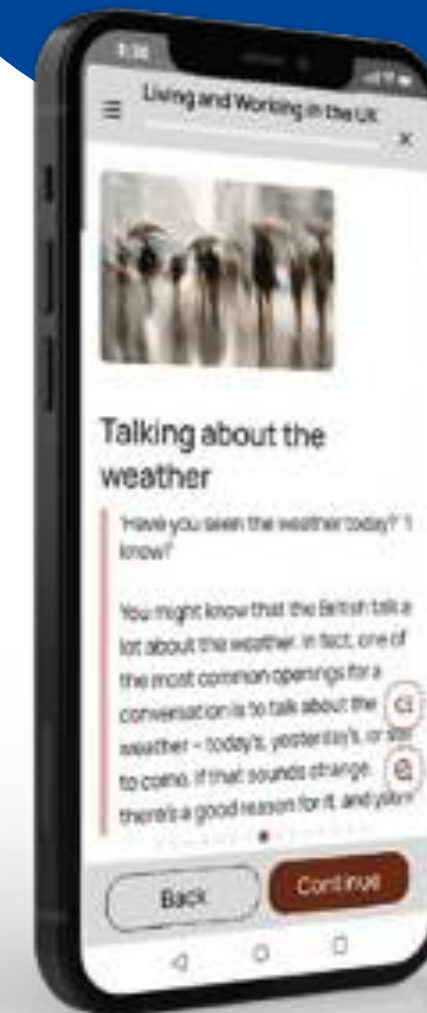 Living and Working in the UK
Talking about the
weather
'Have you seen the weather today?' 'I
know!'
You might know that the British talk a
lot about the weather. In fact, one of
the most common openings for a
conversation is to talk about the
weather – today's, yesterday's, or
to come. If that sounds strange,
there's a good reason for it, and
Back
Continue